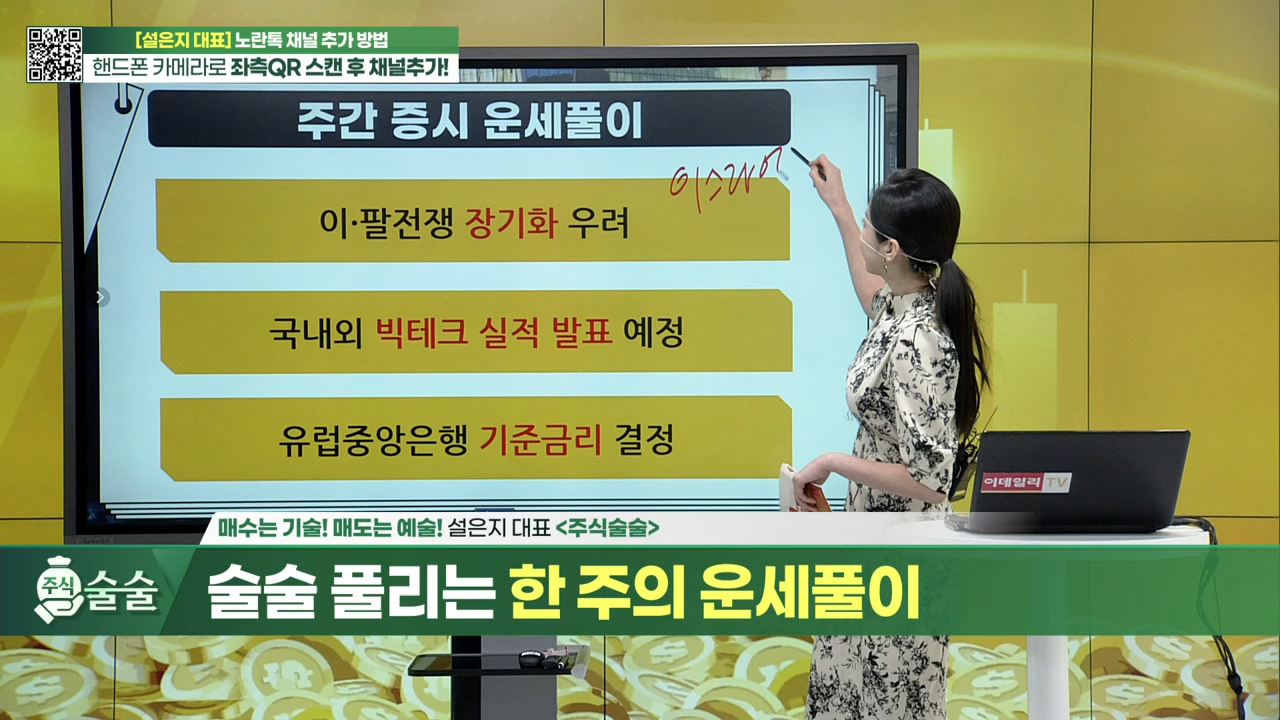 [설은지 대표] 노란톡 채널 추가 방법
핸드폰 카메라로 좌측QR 스캔 후 채널추가!
주간 증시 운세풀이
이스라어
이·팔전쟁 장기화 우려
국내외 빅테크 실적 발표 예정
유럽중앙은행 기준금리 결정
이데일리TV
매수는 기술! 매도는 예술! 설은지 대표 <주식술술>
주식술술
술술 풀리는 한 주의 운세풀이